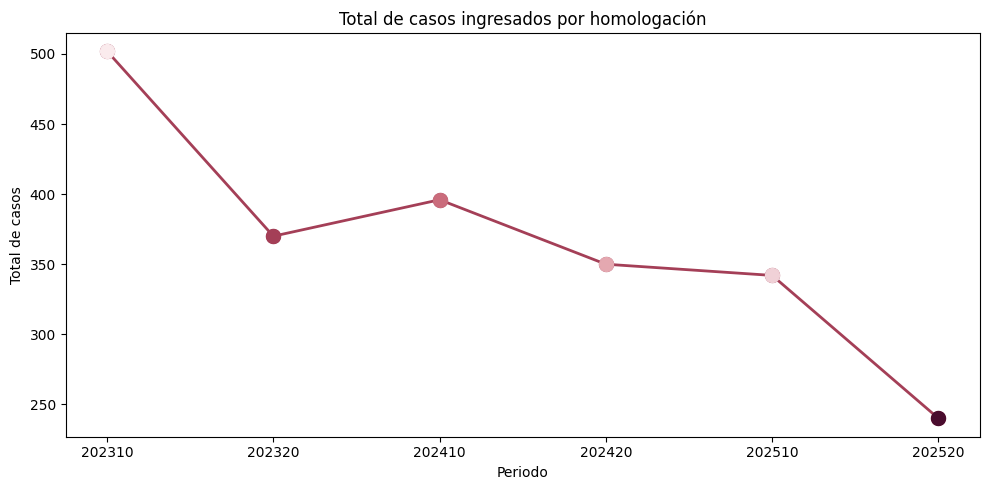 Total de casos ingresados por homologación
Total de casos
500
450
400
350
300
250
202310 202320 202410 202420 202510 202520
Periodo